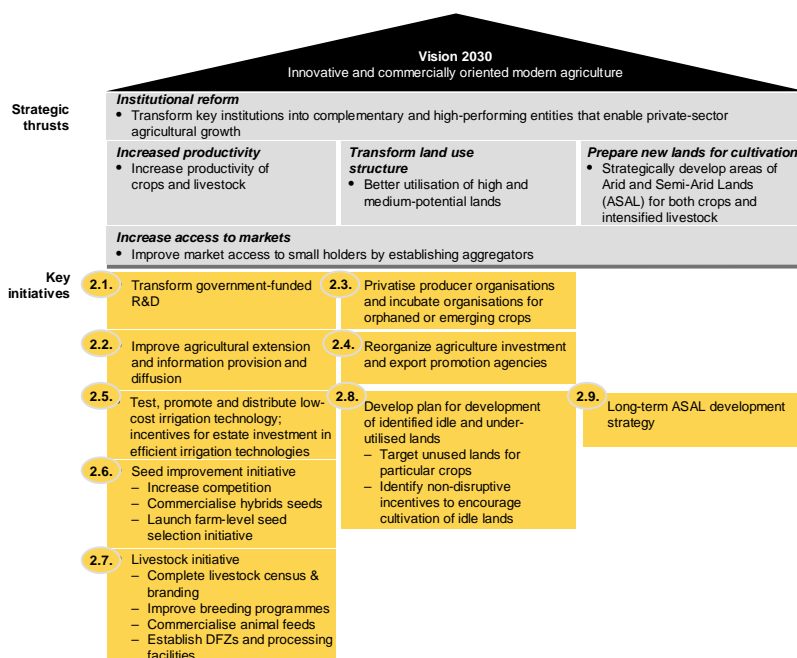 Vision 2030
Innovative and commercially oriented modern agriculture
Strategic
thrusts
Institutional reform
• Transform key institutions into complementary and high-performing entities that enable private-sector
agricultural growth
Increased productivity
• Increase productivity of
crops and livestock
Transform land use
structure
• Better utilisation of high and
medium-potential lands
Prepare new lands for cultivation
• Strategically develop areas of
Arid and Semi-Arid Lands
(ASAL) for both crops and
intensified livestock
Increase access to markets
• Improve market access to small holders by establishing aggregators
Key
initiatives
2.1. Transform government-funded
R&D
2.3. Privatise producer organisations
and incubate organisations for
orphaned or emerging crops
2.2. Improve agricultural extension
and information provision and
diffusion
2.4. Reorganize agriculture investment
and export promotion agencies
2.5. Test, promote and distribute low-
cost irrigation technology;
incentives for estate investment in
efficient irrigation technologies
2.8. Develop plan for development
of identified idle and under-
utilised lands
– Target unused lands for
particular crops
– Identify non-disruptive
incentives to encourage
cultivation of idle lands
2.9. Long-term ASAL development
strategy
2.6. Seed improvement initiative
– Increase competition
– Commercialise hybrids seeds
– Launch farm-level seed
selection initiative
2.7. Livestock initiative
– Complete livestock census &
branding
– Improve breeding programmes
– Commercialise animal feeds
– Establish DFZs and processing
facilities